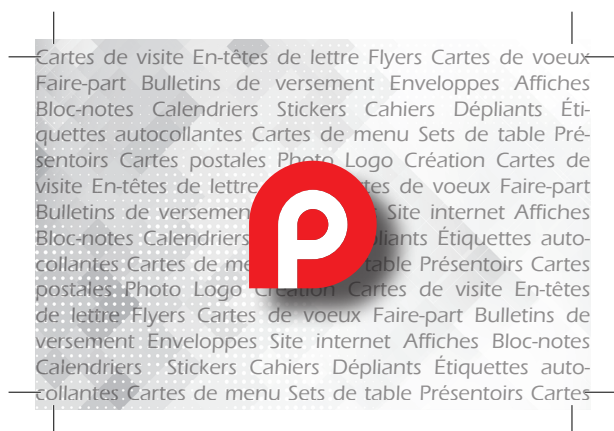 Cartes de visite En-têtes de lettre Flyers Cartes de voeux
Faire-part Bulletins de versement Enveloppes Affiches
Bloc-notes Calendriers Stickers Cahiers Dépliants Éti-
quettes autocollantes Cartes de menu Sets de table Pré-
sentoirs Cartes postales Photo Logo Création Cartes de
visite En-têtes de lettre de voeux Faire-part
Bulletins de Site internet Affiches
Bloc-notes Calendriers Étiquettes auto-
collantes Cartes de table Présentoirs Cartes
postales Photo Logo Création Cartes de visite En-têtes
de lettre Flyers Cartes de voeux Faire-part Bulletins de
versement Enveloppes Site internet Affiches Bloc-notes
Calendriers Stickers Cahiers Dépliants Étiquettes auto-
collantes Cartes de menu Sets de table Présentoirs Cartes
P